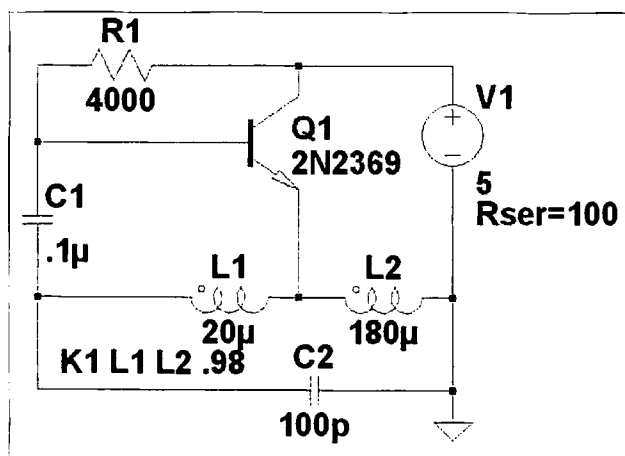 R1
4000
V1
Q1
2N2369
5
Rser=100
C1
.1µ
L1
L2
20µ
180µ
K1 L1 L2 .98
C2
100p